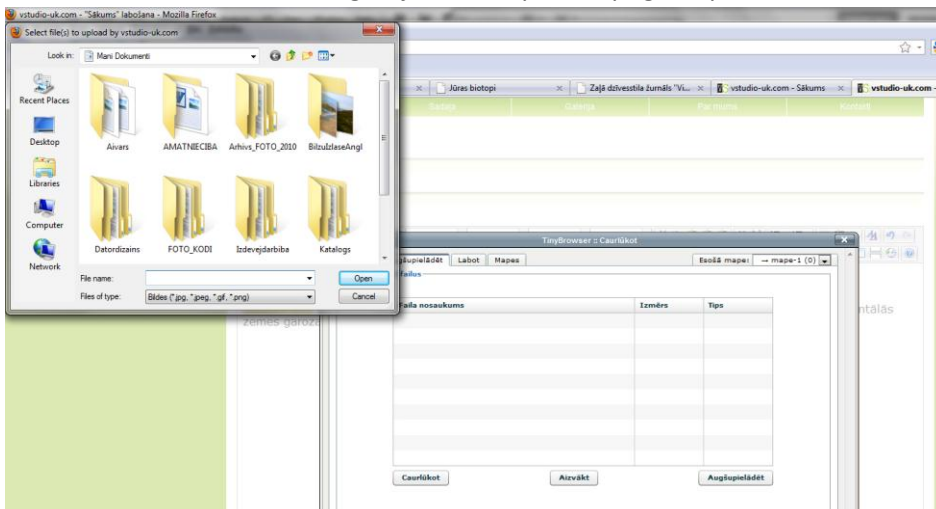 vstudio-uk.com - "Sākums" labošana - Mozilla Firefox
Select file(s) to upload by vstudio-uk.com
Look in: Mani Dokumenti
Recent Places
Desktop
Libraries
Computer
Network
Aivars AMATNIECIBA Arhivs_FOTO_2010 BilzuIzlaseAngl
Datordizains FOTO_KODI Izdevejdarbiba Katalogs
File name: Open
Files of type: Bildes (*.jpg, *.jpeg, *.gif, *.png) Cancel
Jūras biotopi Zaļā dzīvesstila žurnāls "Vi... vstudio-uk.com - Sākums vstudio-uk.com -
Galerija Par mums Kontakti
TinyBrowser :: Caurlūkot
Labot Mapes Esošā mape: → mape-1 (0)
failus
Faila nosaukums Izmērs Tips
zemes garoza
ntālās
Caurlūkot Aizvākt Augšupielādēt